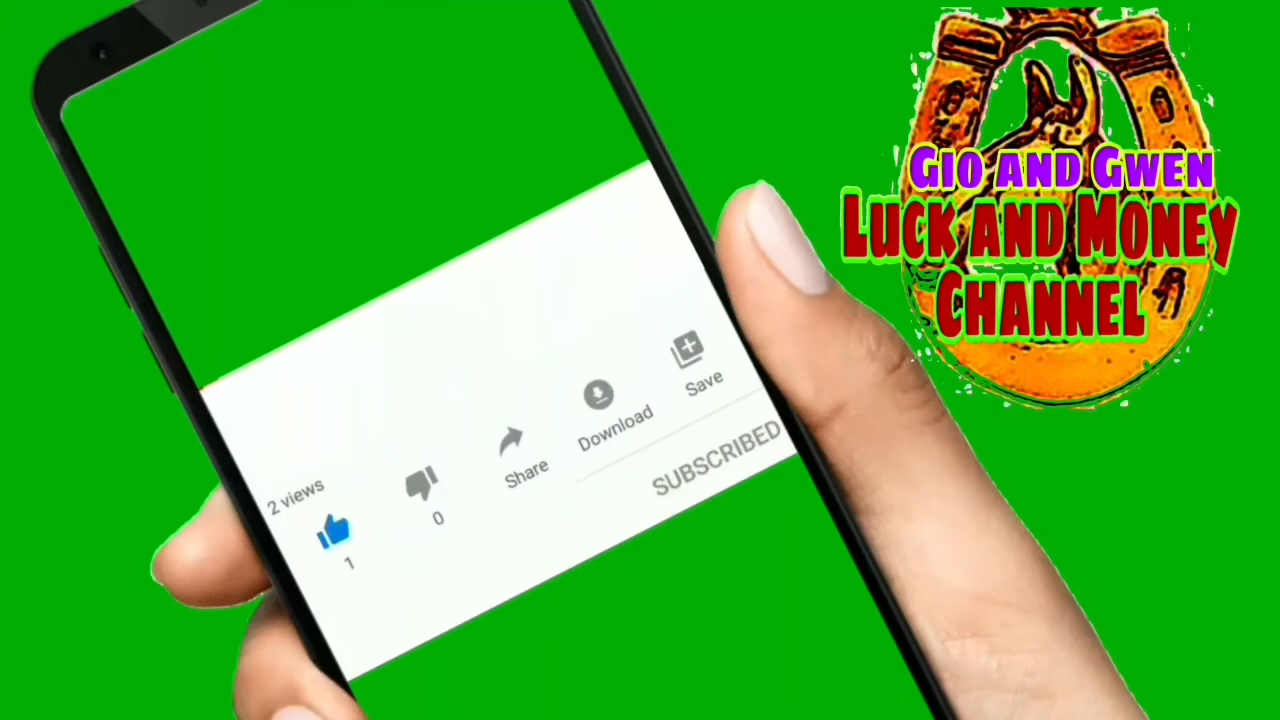 Gio and Gwen
Luck and Money
Channel
2 views
1
0
Share
Download
Save
SUBSCRIBED